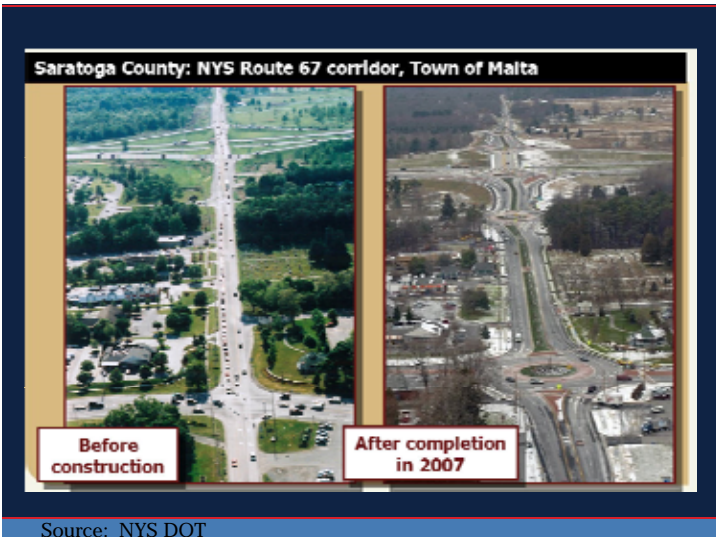 Saratoga County: NYS Route 67 corridor, Town of Malta
Before
construction
After completion
in 2007
Source: NYS DOT